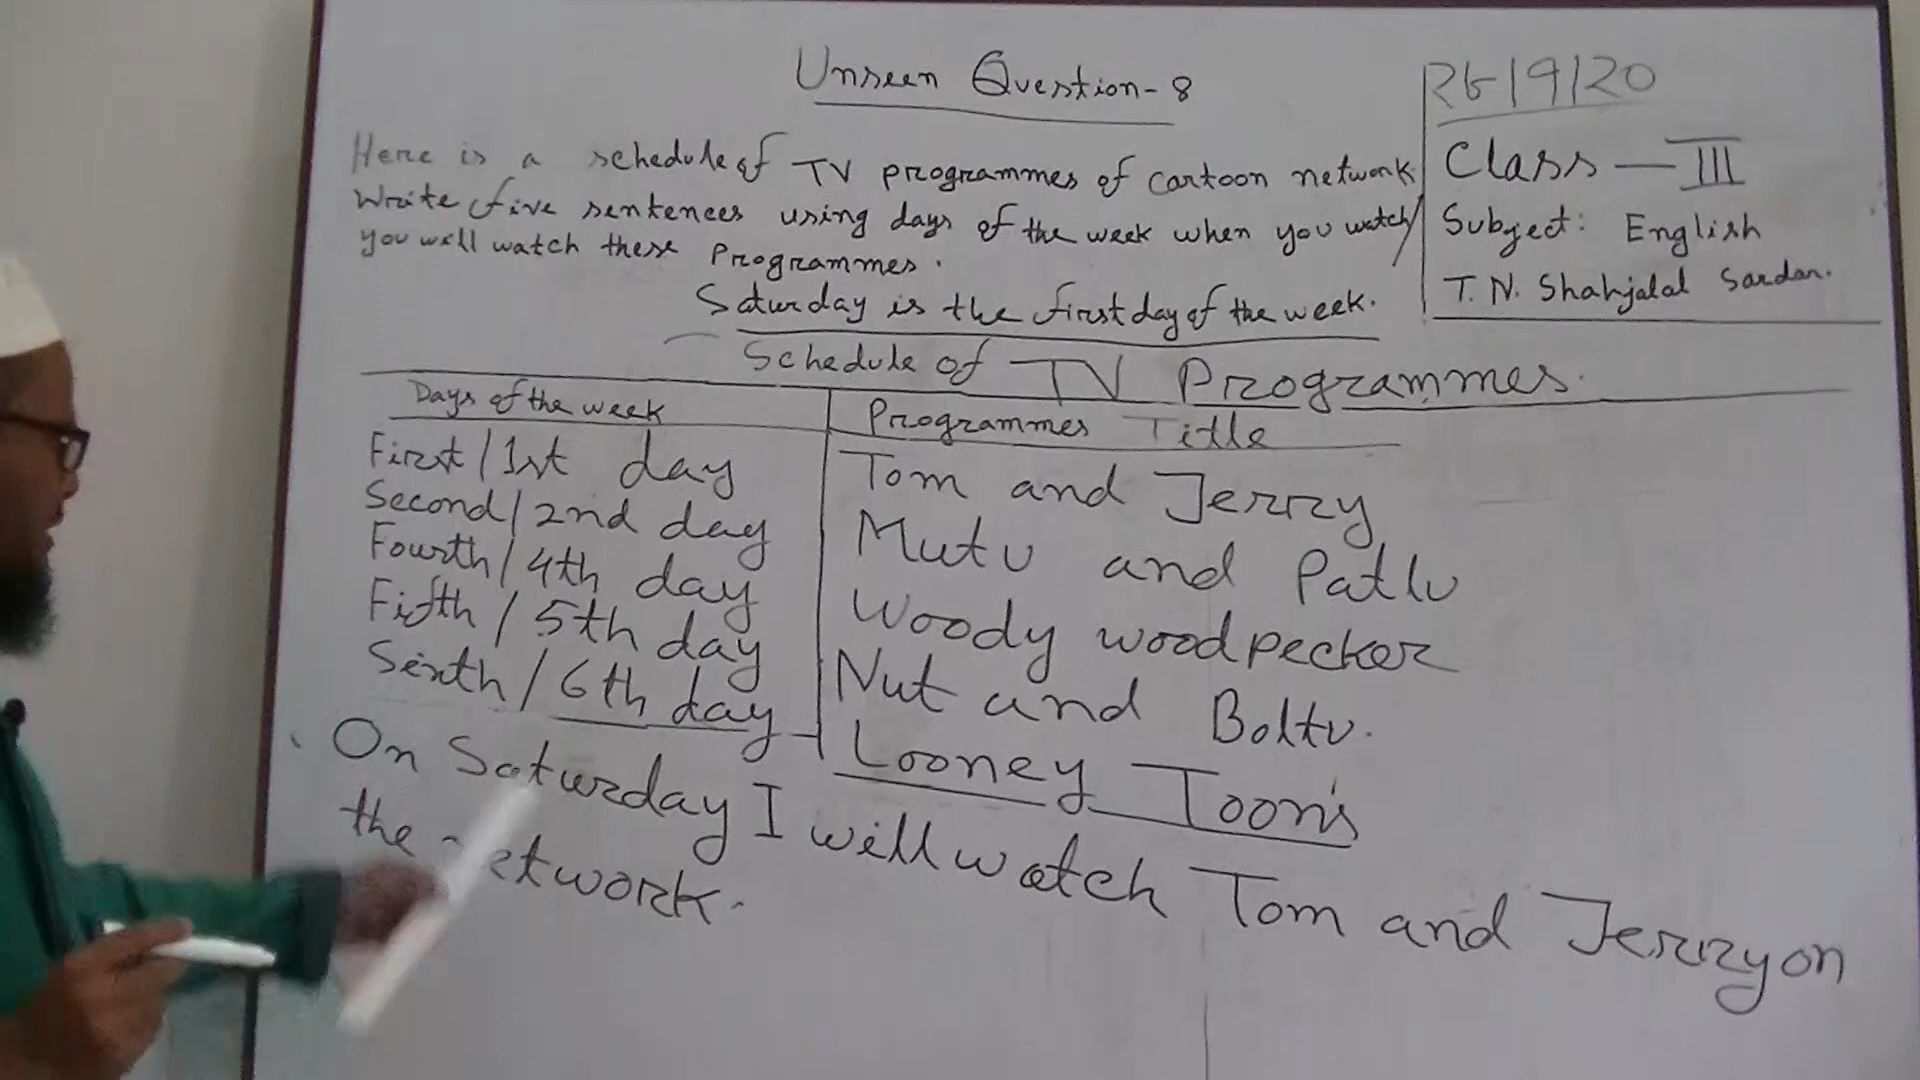 Unseen Question-8
26/9/20
Here is a schedule of TV programmes of cartoon network.
Write five sentences using days of the week when you watch/
you will watch these programmes.
Class — III
Subject: English
T. N. Shahjalal Sardar.
Saturday is the first day of the week.
Schedule of TV Programmes.
Days of the week
Programmes Title
First/1st day
Tom and Jerry
Second/2nd day
Mutu and Patlu
Fourth/4th day
Woody woodpecker
Fifth/5th day
Nut and Boltu.
Sixth/6th day
Looney Toon's
On Saturday I will watch Tom and Jerry on
the network.